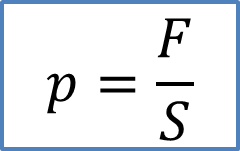 p = F/S